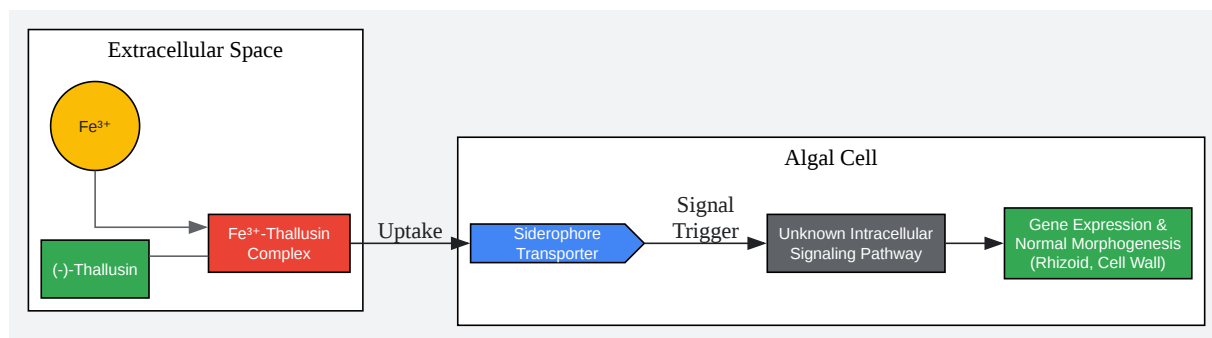 Extracellular Space
Fe³⁺
(-)-Thallusin
Fe³⁺-Thallusin
Complex
Uptake
Algal Cell
Siderophore
Transporter
Signal
Trigger
Unknown Intracellular
Signaling Pathway
Gene Expression &
Normal Morphogenesis
(Rhizoid, Cell Wall)